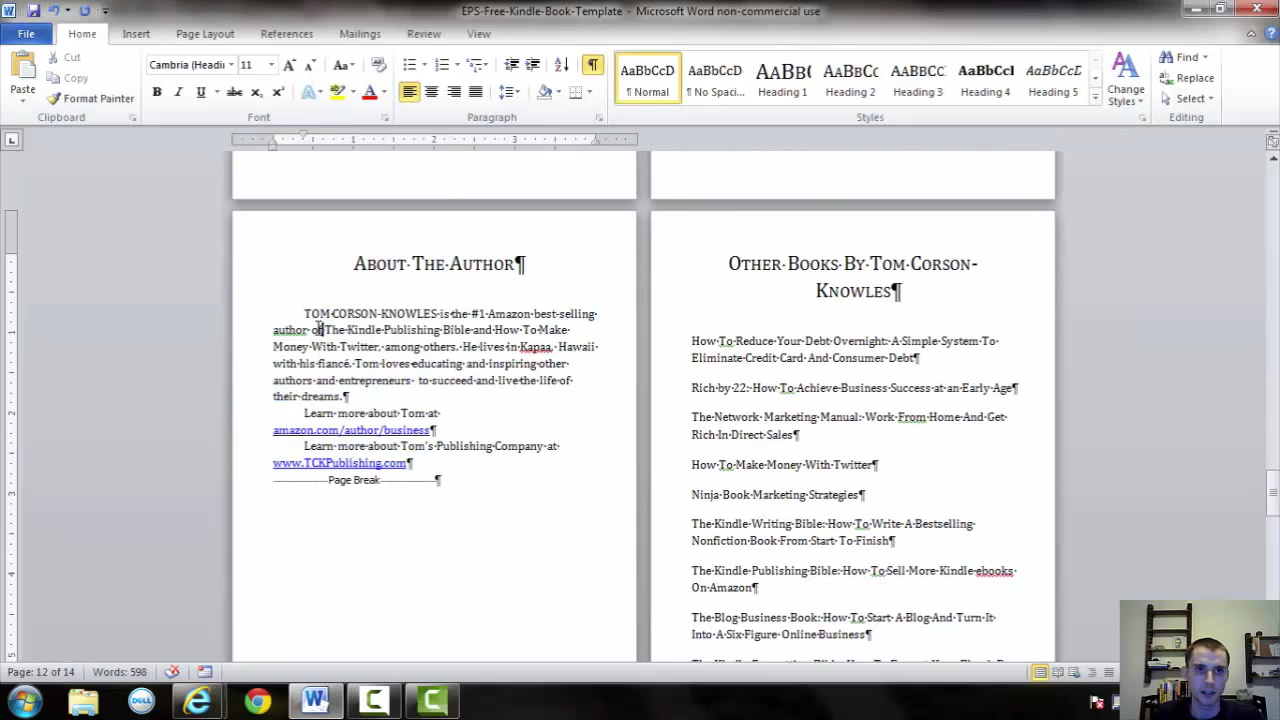 EPS-Free-Kindle-Book-Template - Microsoft Word non-commercial use
File Home Insert Page Layout References Mailings Review View
Paste
Cut
Copy
Format Painter
Clipboard
Cambria (Headi 11
Font
Paragraph
AaBbCcD AaBbCcD AaBbC AaBbCc AaBbCC AaBbCcI AaBbCcD
¶ Normal ¶ No Spaci... Heading 1 Heading 2 Heading 3 Heading 4 Heading 5
Change Styles
Styles
Find
Replace
Select
Editing
1 2 3
ABOUT·THE·AUTHOR¶
TOM·CORSON-KNOWLES·is·the·#1·Amazon·best-selling·
author·of·The·Kindle·Publishing·Bible·and·How·To·Make·
Money·With·Twitter,·among·others.·He·lives·in·Kapaa,·Hawaii·
with·his·fiancé.·Tom·loves·educating·and·inspiring·other·
authors·and·entrepreneurs··to·succeed·and·live·the·life·of·
their·dreams.¶
Learn·more·about·Tom·at·
amazon.com/author/business¶
Learn·more·about·Tom's·Publishing·Company·at·
www.TCKPublishing.com¶
Page Break ¶
OTHER·BOOKS·BY·TOM·CORSON-
KNOWLES¶
How·To·Reduce·Your·Debt·Overnight:·A·Simple·System·To·
Eliminate·Credit·Card·And·Consumer·Debt¶
Rich·by·22:·How·To·Achieve·Business·Success·at·an·Early·Age¶
The·Network·Marketing·Manual:·Work·From·Home·And·Get·
Rich·In·Direct·Sales¶
How·To·Make·Money·With·Twitter¶
Ninja·Book·Marketing·Strategies¶
The·Kindle·Writing·Bible:·How·To·Write·A·Bestselling·
Nonfiction·Book·From·Start·To·Finish¶
The·Kindle·Publishing·Bible:·How·To·Sell·More·Kindle·ebooks·
On·Amazon¶
The·Blog·Business·Book:·How·To·Start·A·Blog·And·Turn·It·
Into·A·Six·Figure·Online·Business¶
Page: 12 of 14 Words: 598
DELL